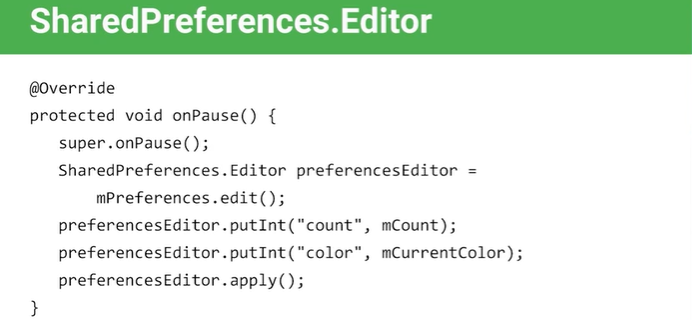 SharedPreferences.Editor
@Override
protected void onPause() {
super.onPause();
SharedPreferences.Editor preferencesEditor =
mPreferences.edit();
preferencesEditor.putInt("count", mCount);
preferencesEditor.putInt("color", mCurrentColor);
preferencesEditor.apply();
}